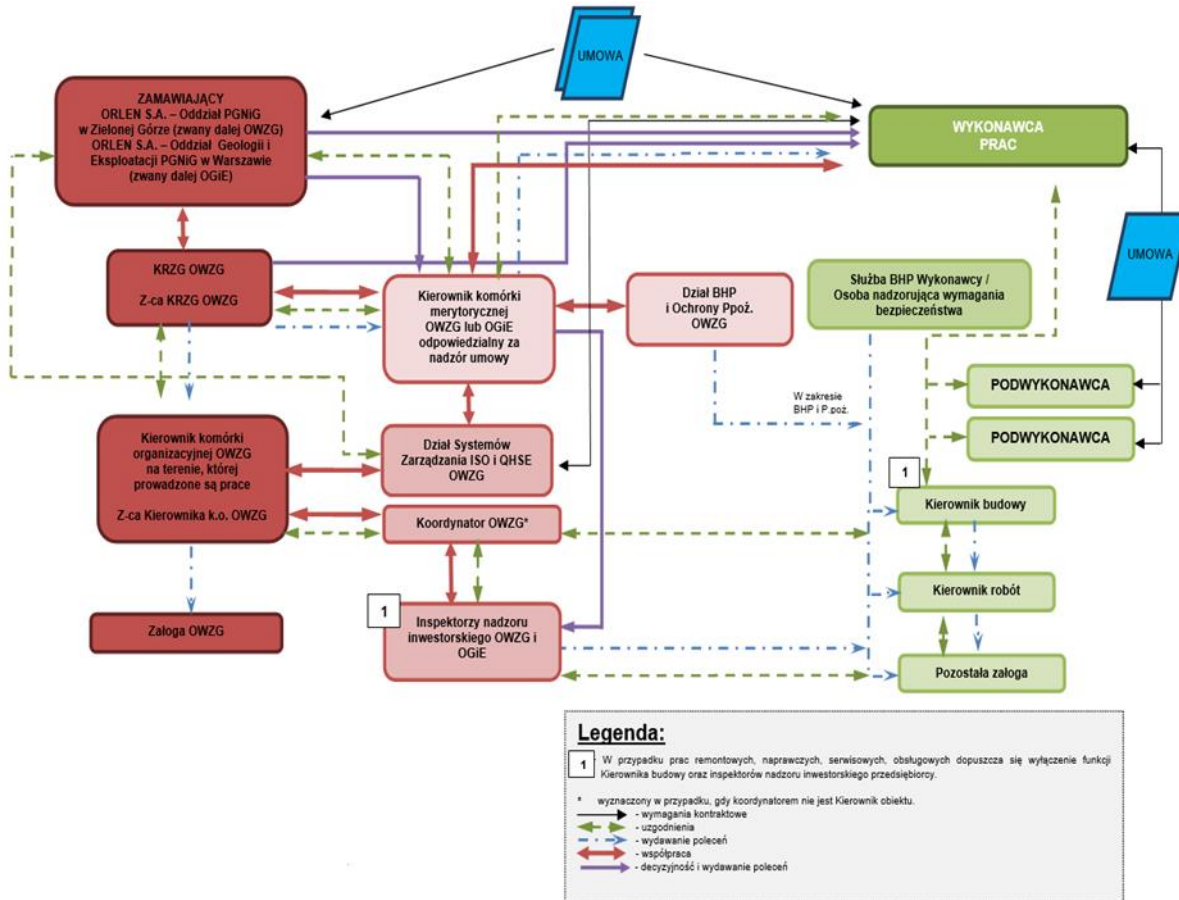 UMOWA
ZAMAWIAJĄCY
ORLEN S.A. – Oddział PGNiG
w Zielonej Górze (zwany dalej OWZG)
ORLEN S.A. – Oddział Geologii i
Eksploatacji PGNiG w Warszawie
(zwany dalej OGiE)
WYKONAWCA
PRAC
UMOWA
KRZG OWZG
Z-ca KRZG OWZG
Kierownik komórki
merytorycznej
OWZG lub OGiE
odpowiedzialny za
nadzór umowy
Dział BHP
i Ochrony Ppoż.
OWZG
Służba BHP Wykonawcy /
Osoba nadzorująca wymagania
bezpieczeństwa
W zakresie
BHP i P.poż.
PODWYKONAWCA
PODWYKONAWCA
Kierownik komórki
organizacyjnej OWZG
na terenie, której
prowadzone są prace
Z-ca Kierownika k.o. OWZG
Dział Systemów
Zarządzania ISO i QHSE
OWZG
Koordynator OWZG*
1
Kierownik budowy
Kierownik robót
Pozostała załoga
Załoga OWZG
1
Inspektorzy nadzoru
inwestorskiego OWZG i
OGiE
Legenda:
1 W przypadku prac remontowych, naprawczych, serwisowych, obsługowych dopuszcza się wyłączenie funkcji
Kierownika budowy oraz inspektorów nadzoru inwestorskiego przedsiębiorcy.
* wyznaczony w przypadku, gdy koordynatorem nie jest Kierownik obiektu.
- wymagania kontraktowe
- uzgodnienia
- wydawanie poleceń
- współpraca
- decyzyjność i wydawanie poleceń